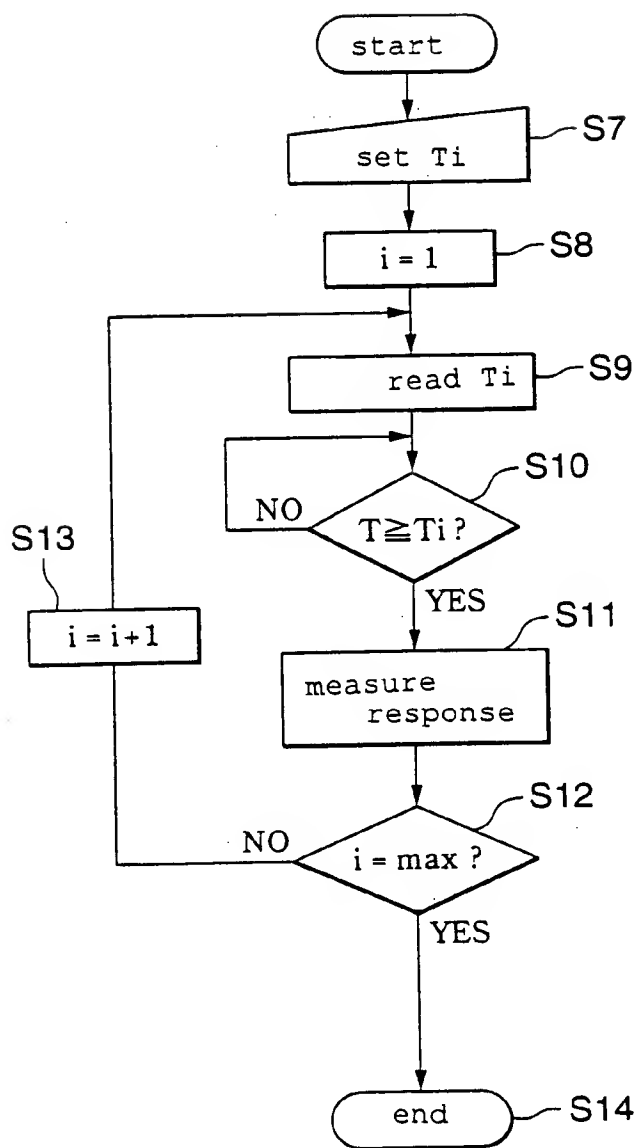 start
set Ti
S7
i = 1
S8
read Ti
S9
S10
T≧Ti?
NO
YES
S13
i = i+1
S11
measure
response
S12
i = max ?
NO
YES
end
S14